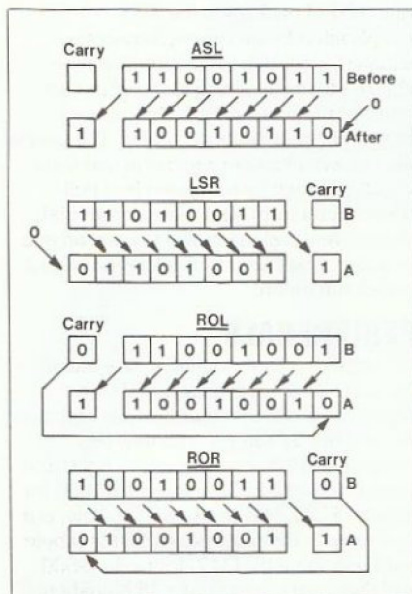 ASL
Carry
1 1 0 0 1 0 1 1 Before
0
1 1 0 0 1 0 1 1 0 After
LSR
Carry
1 1 0 1 0 0 1 1 B
0
0 1 1 0 1 0 0 1 1 A
Carry
ROL
0 1 1 0 0 1 0 0 1 B
1 1 0 0 1 0 0 1 0 A
ROR
Carry
1 0 0 1 0 0 1 1 0 B
0 1 0 0 1 0 0 1 1 A